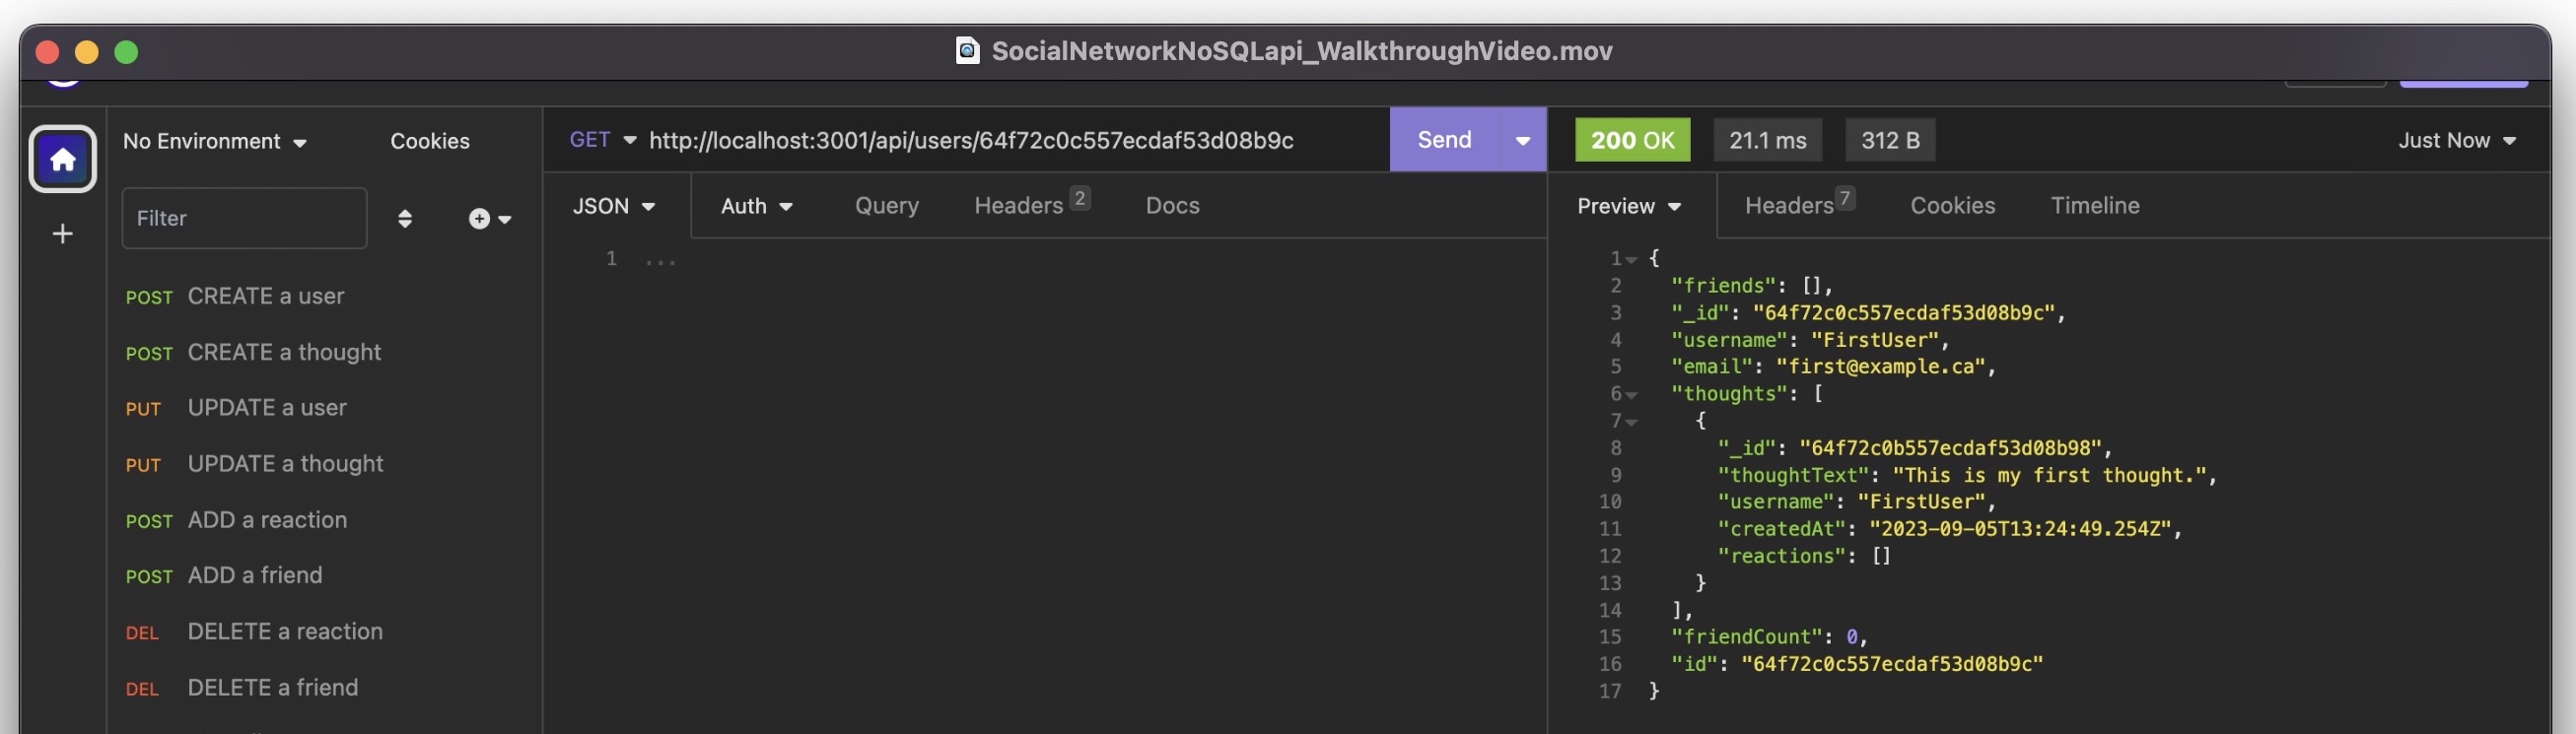 SocialNetworkNoSQLapi_WalkthroughVideo.mov
No Environment Cookies
Filter
POST CREATE a user
POST CREATE a thought
PUT UPDATE a user
PUT UPDATE a thought
POST ADD a reaction
POST ADD a friend
DEL DELETE a reaction
DEL DELETE a friend
GET http://localhost:3001/api/users/64f72c0c557ecdaf53d08b9c Send
JSON Auth Query Headers 2 Docs
1 ...
200 OK 21.1 ms 312 B Just Now
Preview Headers 7 Cookies Timeline
1 {
2 "friends": [],
3 "_id": "64f72c0c557ecdaf53d08b9c",
4 "username": "FirstUser",
5 "email": "first@example.ca",
6 "thoughts": [
7 {
8 "_id": "64f72c0b557ecdaf53d08b98",
9 "thoughtText": "This is my first thought.",
10 "username": "FirstUser",
11 "createdAt": "2023-09-05T13:24:49.254Z",
12 "reactions": []
13 }
14 ],
15 "friendCount": 0,
16 "id": "64f72c0c557ecdaf53d08b9c"
17 }